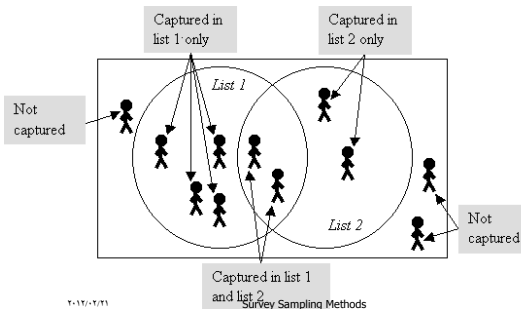 Captured in
list 1 only
Captured in
list 2 only
List 1
Not
captured
List 2
Not
captured
Captured in list 1
and list 2
۲۰۱۲/۰۲/۲۱
Survey Sampling Methods